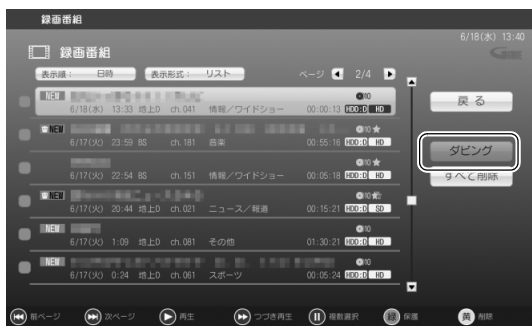 録画番組
6/18(水) 13:40
録画番組
表示順： 日時 表示形式： リスト ページ 2/4
NEW 10
6/18(水) 13:33 地上D ch.041 情報／ワイドショー 00:00:13 HDD:D HD
NEW 10★
6/17(火) 23:59 BS ch.181 音楽 00:55:16 HDD:D HD
10★
6/17(火) 22:54 BS ch.151 情報／ワイドショー 00:05:18 HDD:D HD
NEW 10
6/17(火) 20:44 地上D ch.021 ニュース／報道 00:15:21 HDD:D SD
NEW 10
6/17(火) 1:09 地上D ch.081 その他 01:30:21 HDD:D HD
NEW 10
6/17(火) 0:24 地上D ch.061 スポーツ 00:05:24 HDD:D HD
戻る
ダビング
すべて削除
前ページ 次ページ 再生 つづき再生 複数選択 緑 保護 黄 削除